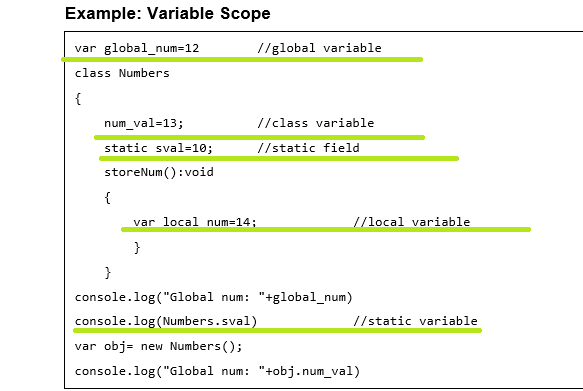 Example: Variable Scope
var global_num=12 //global variable
class Numbers
{
num_val=13; //class variable
static sval=10; //static field
storeNum():void
{
var local num=14; //local variable
}
}
console.log("Global num: "+global_num)
console.log(Numbers.sval) //static variable
var obj= new Numbers();
console.log("Global num: "+obj.num_val)